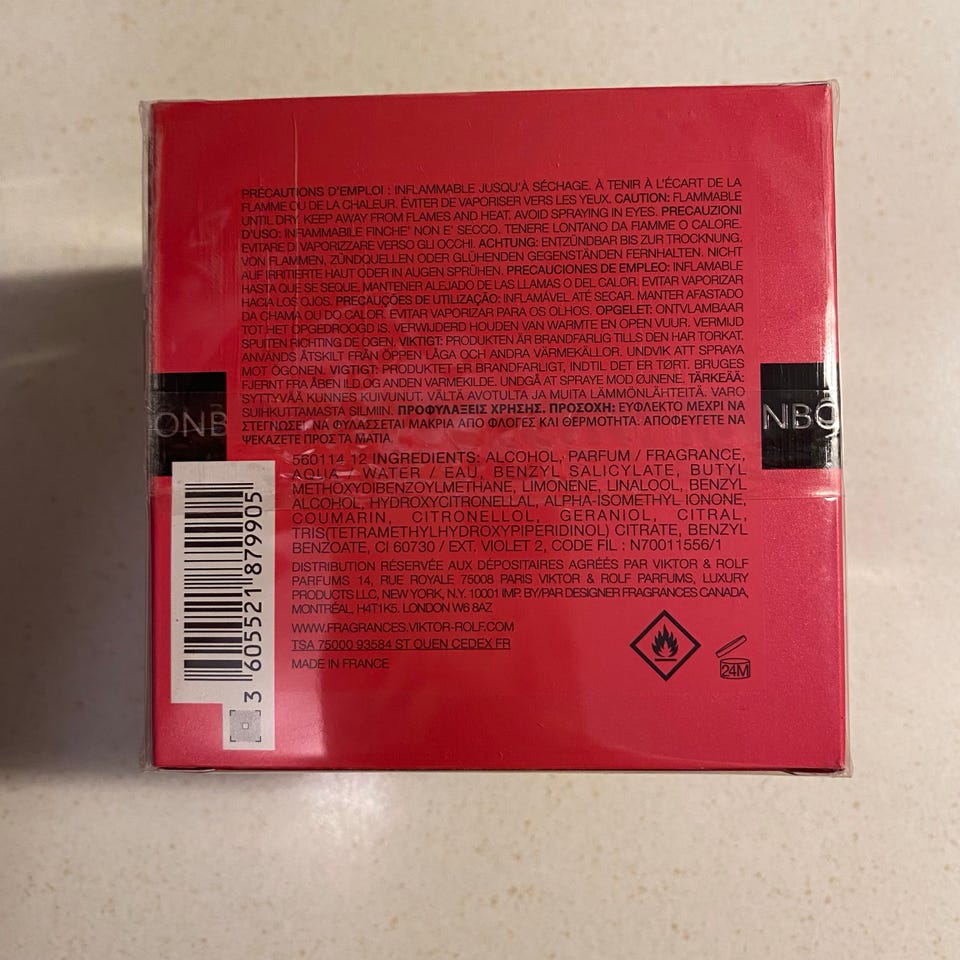 PRÉCAUTIONS D'EMPLOI : INFLAMMABLE JUSQU'À SÉCHAGE. À TENIR À L'ÉCART DE LA
FLAMME OU DE LA CHALEUR. ÉVITER DE VAPORISER VERS LES YEUX. CAUTION: FLAMMABLE
UNTIL DRY. KEEP AWAY FROM FLAMES AND HEAT. AVOID SPRAYING IN EYES. PRECAUZIONI
D'USO: INFIAMMABILE FINCHE' NON E' SECCO. TENERE LONTANO DA FIAMME O CALORE.
EVITARE DI VAPORIZZARE VERSO GLI OCCHI. ACHTUNG: ENTZÜNDBAR BIS ZUR TROCKNUNG.
VON FLAMMEN, ZÜNDQUELLEN ODER GLÜHENDEN GEGENSTÄNDEN FERNHALTEN. NICHT
AUF IRRITIERTE HAUT ODER IN AUGEN SPRÜHEN. PRECAUCIONES DE EMPLEO: INFLAMABLE
HASTA QUE SE SEQUE. MANTENER ALEJADO DE LAS LLAMAS O DEL CALOR. EVITAR VAPORIZAR
HACIA LOS OJOS. PRECAUÇÕES DE UTILIZAÇÃO: INFLAMÁVEL ATÉ SECAR. MANTER AFASTADO
DA CHAMA OU DO CALOR. EVITAR VAPORIZAR PARA OS OLHOS. OPGELET: ONTVLAMBAAR
TOT HET OPGEDROOGD IS. VERWIJDERD HOUDEN VAN WARMTE EN OPEN VUUR. VERMIJD
SPUITEN RICHTING DE OGEN. VIKTIGT: PRODUKTEN ÄR BRANDFARLIG TILLS DEN HAR TORKAT.
ANVÄNDS ÅTSKILT FRÅN ÖPPEN LÅGA OCH ANDRA VÄRMEKÄLLOR. UNDVIK ATT SPRAYA
MOT ÖGONEN. VIGTIGT: PRODUKTET ER BRANDFARLIGT, INDTIL DET ER TØRT. BRUGES
FJERNT FRA ÅBEN ILD OG ANDEN VARMEKILDE. UNDGÅ AT SPRAYE MOD ØJNENE. TÄRKEÄÄ:
SYTTYVÄÄ KUNNES KUIVUNUT. VÄLTÄ AVOTULTA JA MUITA LÄMMÖNLÄHTEITÄ. VARO
SUIHKUTTAMASTA SILMIIN. ΠΡΟΦΥΛΑΞΕΙΣ ΧΡΗΣΗΣ. ΠΡΟΣΟΧΗ: ΕΥΦΛΕΚΤΟ ΜΕΧΡΙ ΝΑ
ΣΤΕΓΝΩΣΕΙ ΝΑ ΦΥΛΑΣΣΕΤΑΙ ΜΑΚΡΙΑ ΑΠΟ ΦΛΟΓΕΣ ΚΑΙ ΘΕΡΜΟΤΗΤΑ. ΑΠΟΦΕΥΓΕΤΕ ΝΑ
ΨΕΚΑΖΕΤΕ ΠΡΟΣ ΤΑ ΜΑΤΙΑ.
ONB
NBO
560114 12 INGREDIENTS: ALCOHOL, PARFUM / FRAGRANCE,
AQUA / WATER / EAU, BENZYL SALICYLATE, BUTYL
METHOXYDIBENZOYLMETHANE, LIMONENE, LINALOOL, BENZYL
ALCOHOL, HYDROXYCITRONELLAL, ALPHA-ISOMETHYL IONONE,
COUMARIN, CITRONELLOL, GERANIOL, CITRAL,
TRIS(TETRAMETHYLHYDROXYPIPERIDINOL) CITRATE, BENZYL
BENZOATE, CI 60730 / EXT. VIOLET 2, CODE FIL : N70011556/1
DISTRIBUTION RÉSERVÉE AUX DÉPOSITAIRES AGRÉÉS PAR VIKTOR & ROLF
PARFUMS 14, RUE ROYALE 75008 PARIS VIKTOR & ROLF PARFUMS, LUXURY
PRODUCTS LLC, NEW YORK, N.Y. 10001 IMP. BY/PAR DESIGNER FRAGRANCES CANADA,
MONTRÉAL, H4T1K5. LONDON W6 8AZ
WWW.FRAGRANCES.VIKTOR-ROLF.COM
TSA 75000 93584 ST OUEN CEDEX FR
MADE IN FRANCE
24M
3 605521 879905